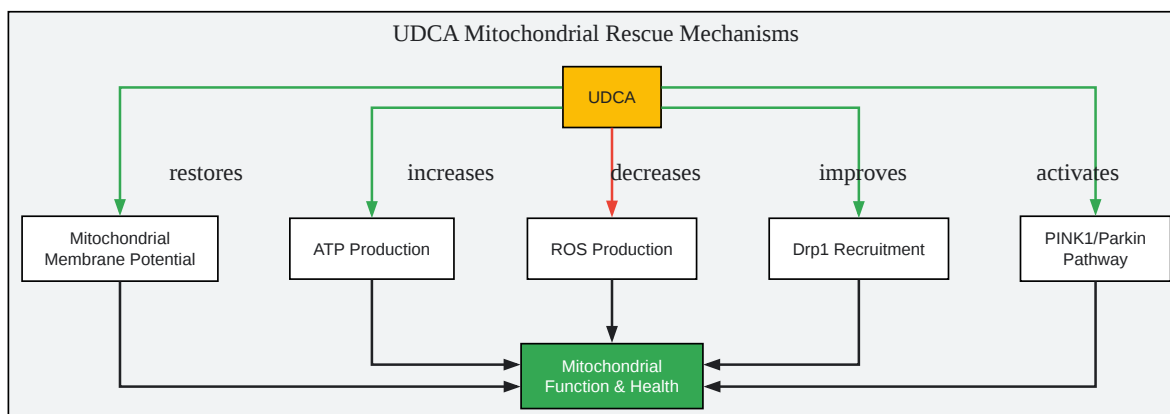 UDCA Mitochondrial Rescue Mechanisms
UDCA
restores
increases
decreases
improves
activates
Mitochondrial
Membrane Potential
ATP Production
ROS Production
Drp1 Recruitment
PINK1/Parkin
Pathway
Mitochondrial
Function & Health